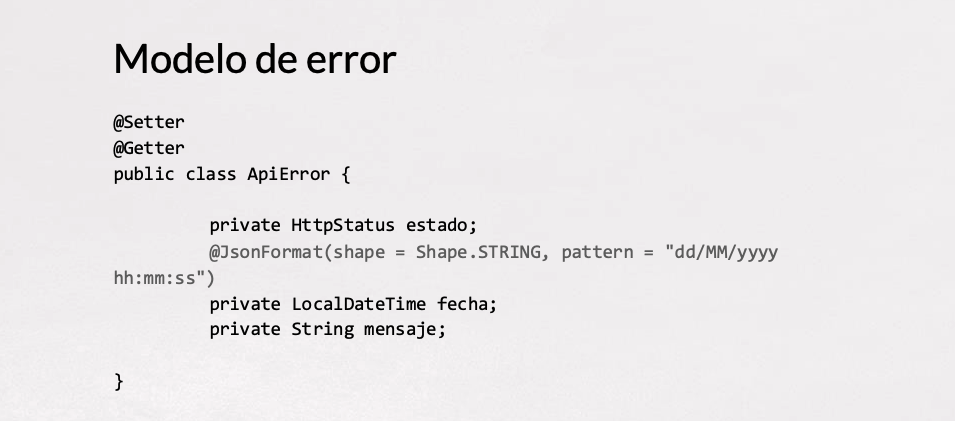 Modelo de error
@Setter
@Getter
public class ApiError {
private HttpStatus estado;
@JsonFormat(shape = Shape.STRING, pattern = "dd/MM/yyyy
hh:mm:ss")
private LocalDateTime fecha;
private String mensaje;
}